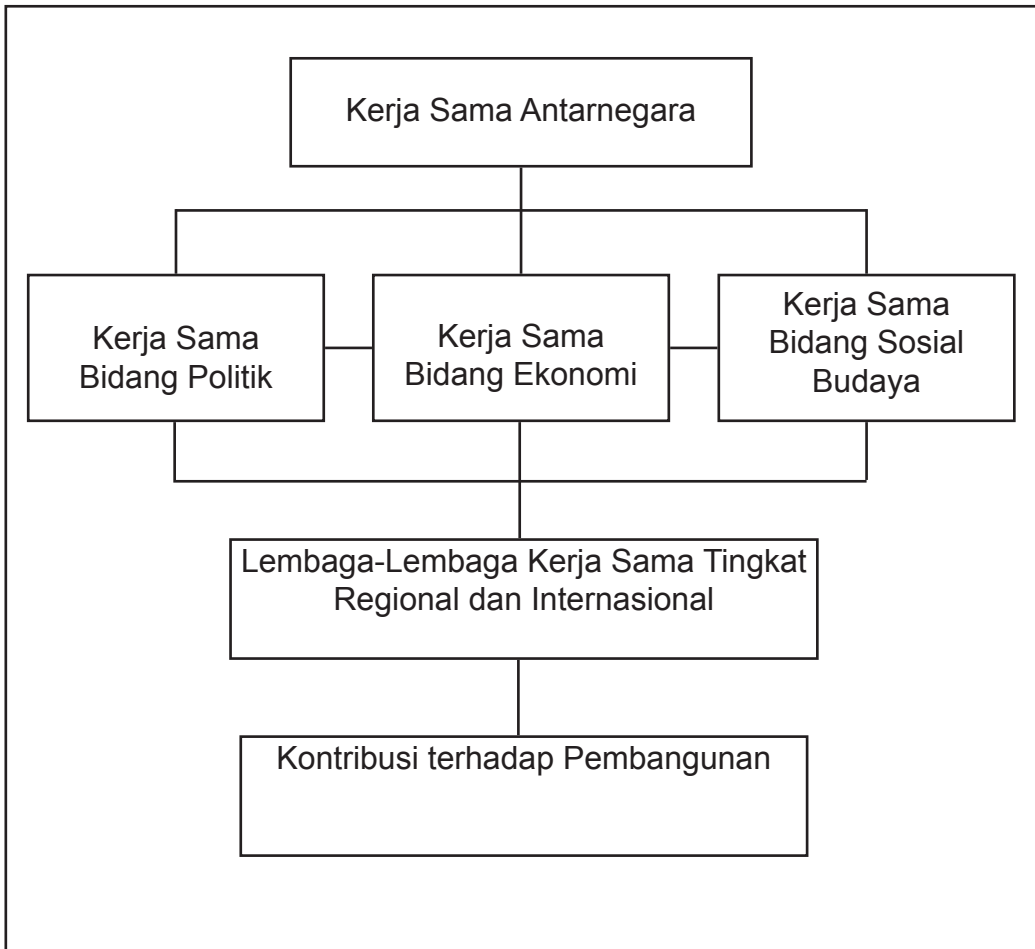 Kerja Sama Antarnegara
Kerja Sama
Bidang Politik
Kerja Sama
Bidang Ekonomi
Kerja Sama
Bidang Sosial
Budaya
Lembaga-Lembaga Kerja Sama Tingkat
Regional dan Internasional
Kontribusi terhadap Pembangunan